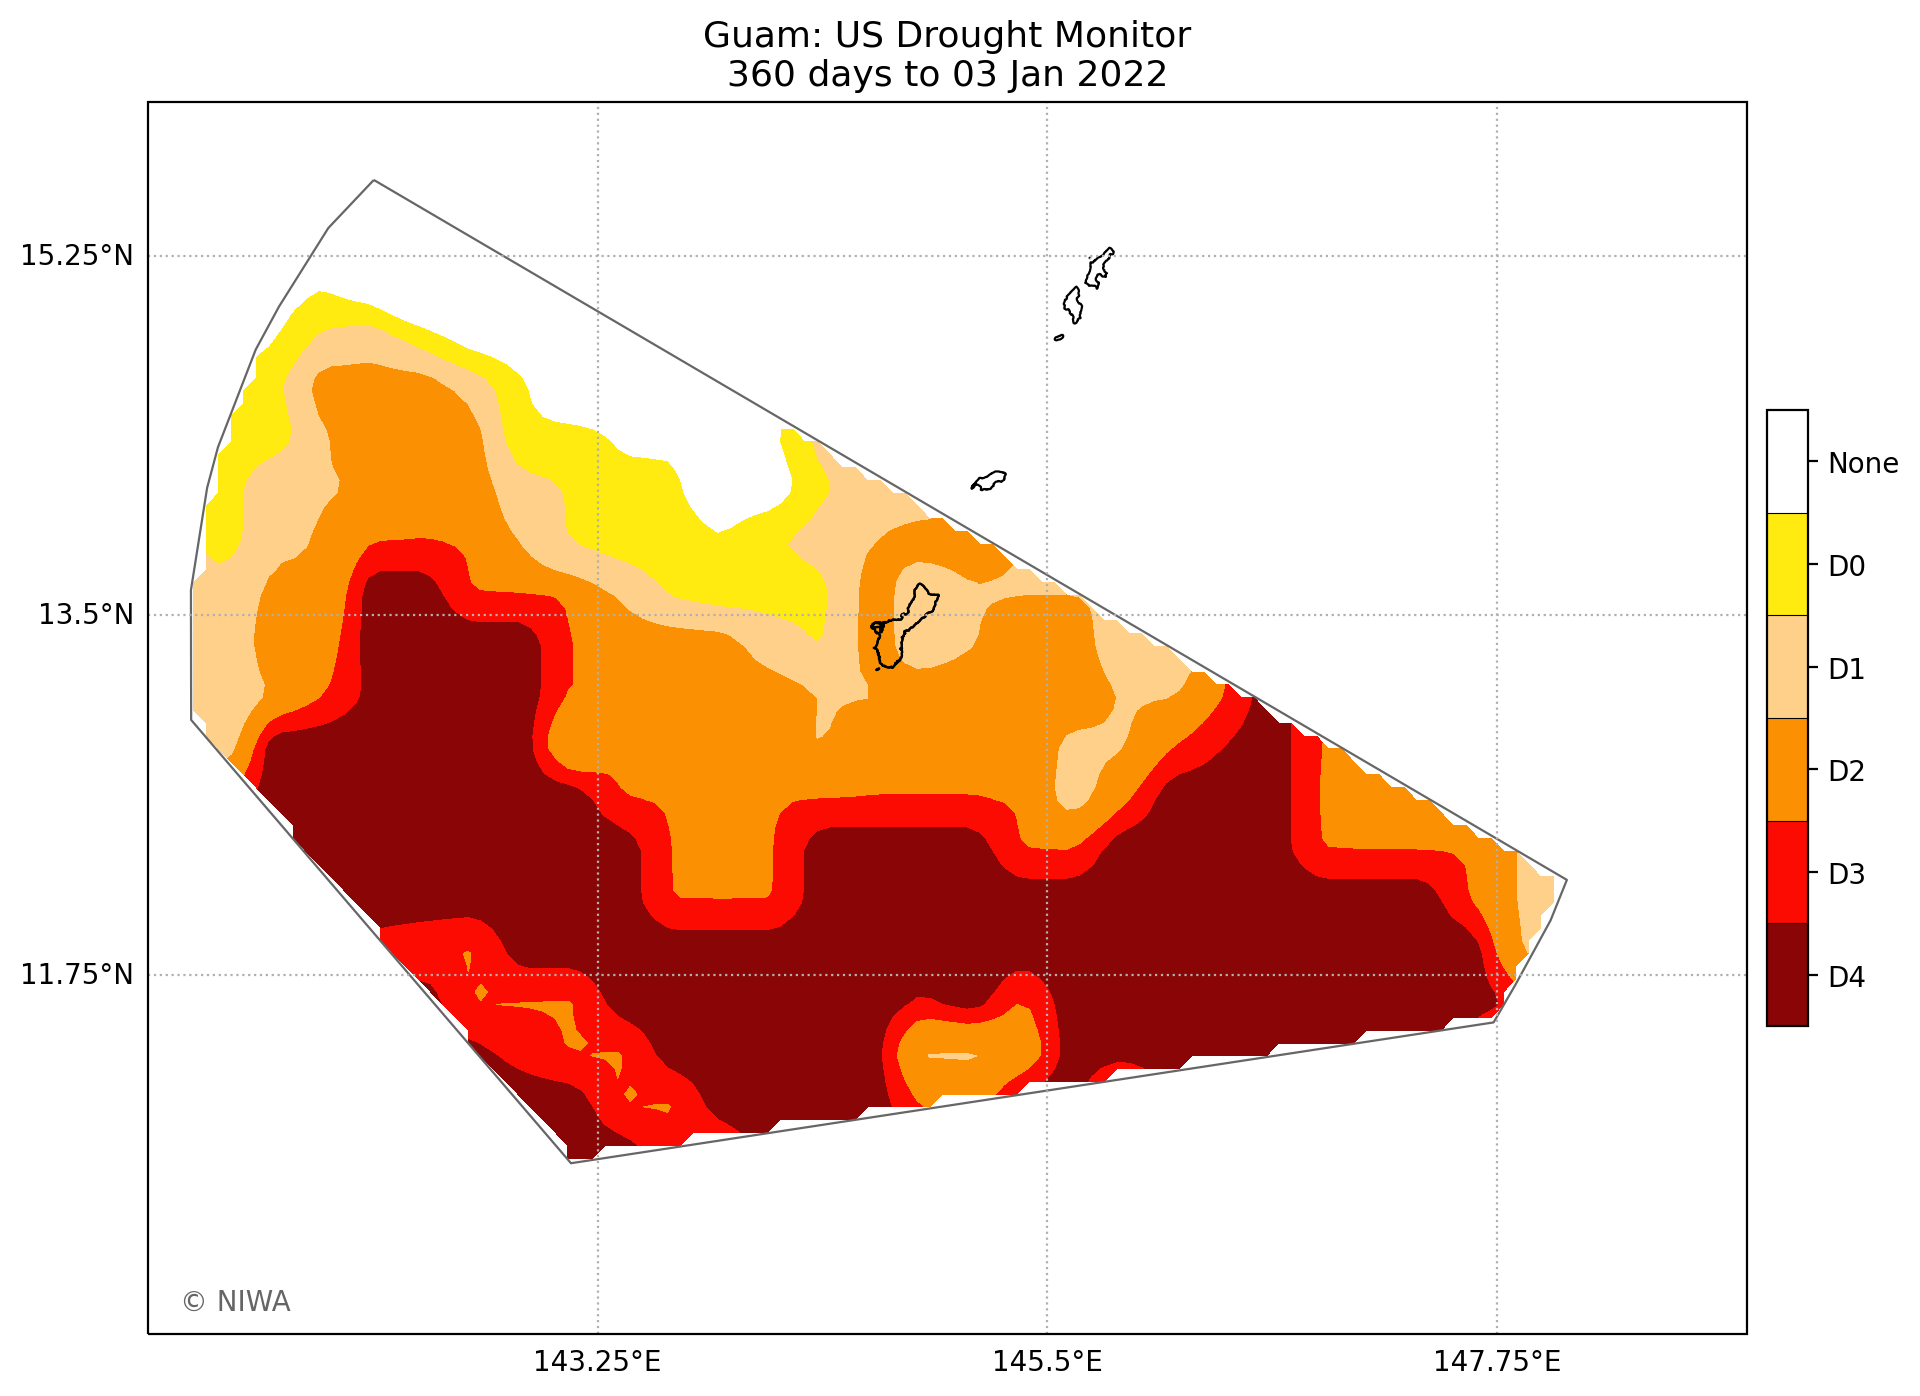 Guam: US Drought Monitor
360 days to 03 Jan 2022
15.25°N
13.5°N
11.75°N
143.25°E
145.5°E
147.75°E
None
D0
D1
D2
D3
D4
© NIWA